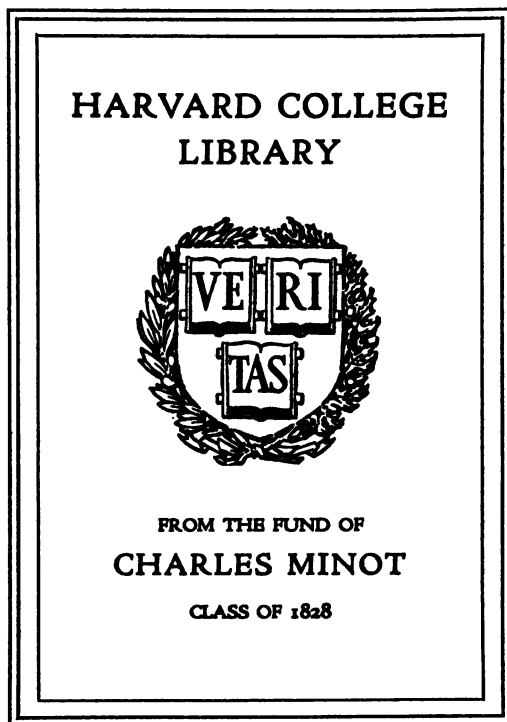 HARVARD COLLEGE
LIBRARY
VE RI
TAS
FROM THE FUND OF
CHARLES MINOT
CLASS OF 1828